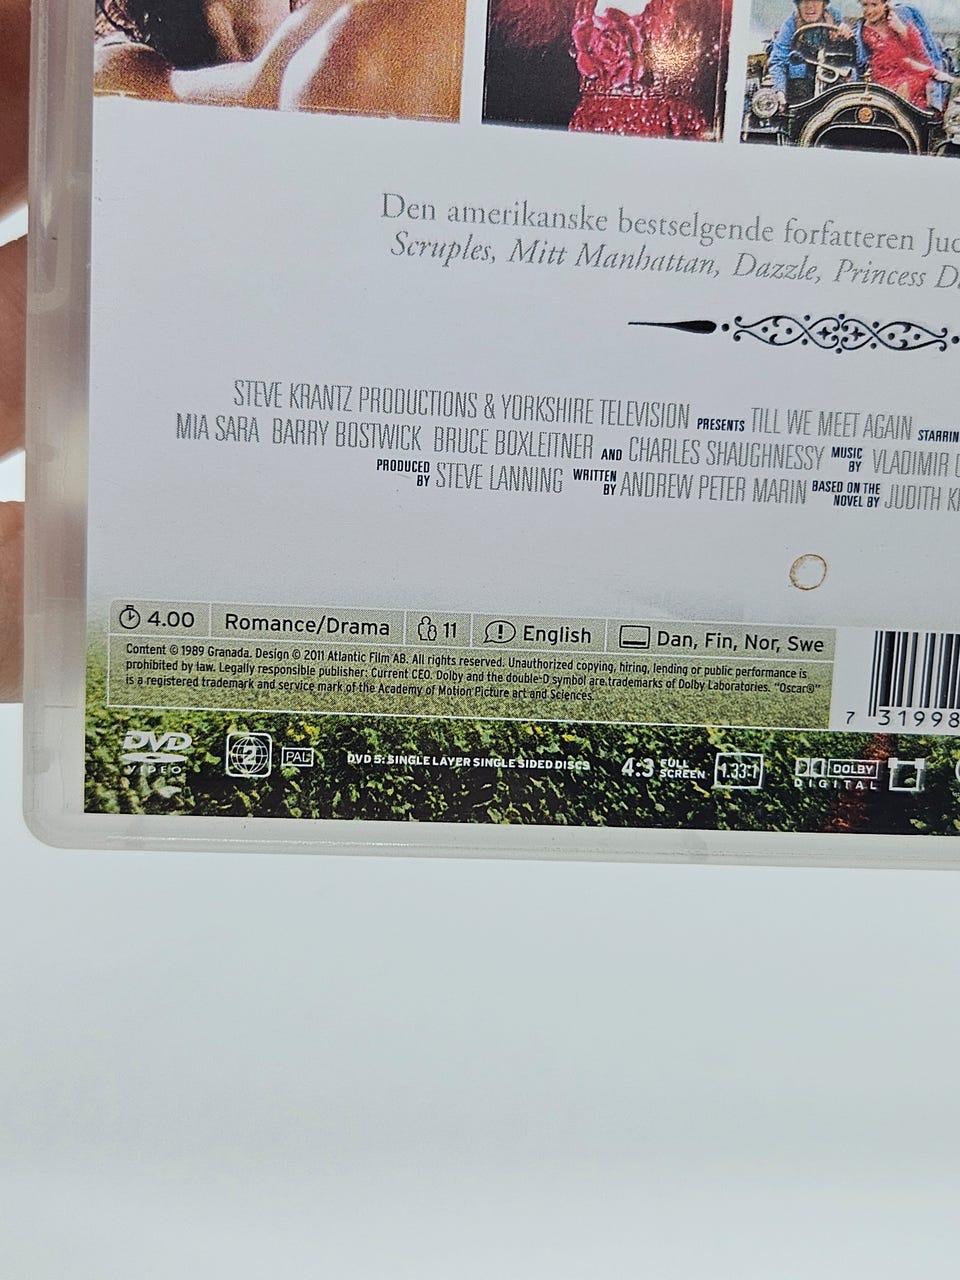 Den amerikanske bestselgende forfatteren
Scruples, Mitt Manhattan, Dazzle, Princess
STEVE KRANTZ PRODUCTIONS & YORKSHIRE TELEVISION PRESENTS TILL WE MEET AGAIN
MIA SARA BARRY BOSTWICK BRUCE BOXLEITNER AND CHARLES SHAUGHNESSY MUSIC BY VLADIMIR
PRODUCED BY STEVE LANNING WRITTEN BY ANDREW PETER MARIN BASED ON THE NOVEL BY JUDITH
4.00 Romance/Drama 11 English Dan, Fin, Nor, Swe
Content © 1989 Granada. Design © 2011 Atlantic Film AB. All rights reserved. Unauthorized copying, hiring, lending or public performance is
prohibited by law. Legally responsible publisher: Current CEO. Dolby and the double-D symbol are trademarks of Dolby Laboratories. "Oscar®"
is a registered trademark and service mark of the Academy of Motion Picture art and Sciences.
7 31998
DVD VIDEO 2 PAL DVD 5: SINGLE LAYER SINGLE SIDED DISCS 4:3 FULL SCREEN 1.33:1 DOLBY DIGITAL